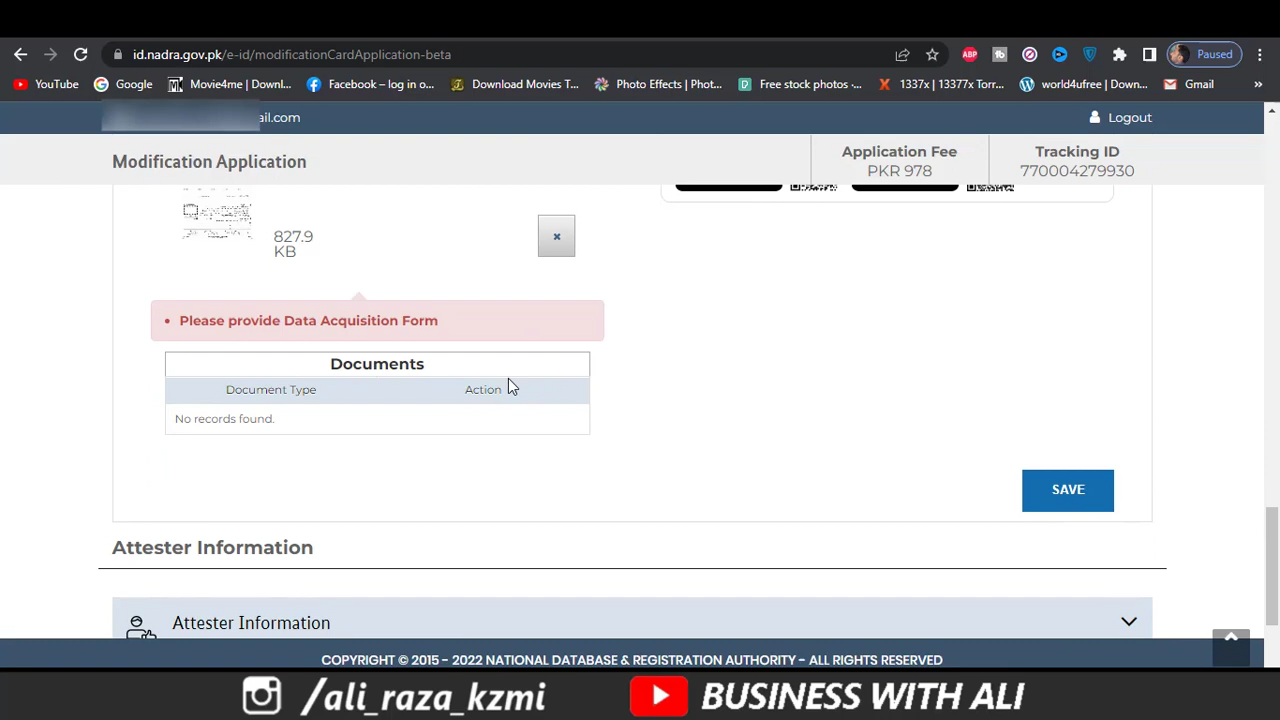 id.nadra.gov.pk/e-id/modificationCardApplication-beta
ABP
Paused
YouTube
Google
Movie4me | Downl...
Facebook – log in o...
Download Movies T...
Photo Effects | Phot...
Free stock photos -...
1337x | 13377x Torr...
world4ufree | Down...
Gmail
»
ail.com
Logout
Modification Application
Application Fee
PKR 978
Tracking ID
770004279930
827.9
KB
Please provide Data Acquisition Form
Documents
Document Type
Action
No records found.
SAVE
Attester Information
Attester Information
COPYRIGHT © 2015 - 2022 NATIONAL DATABASE & REGISTRATION AUTHORITY - ALL RIGHTS RESERVED
/ali_raza_kzmi
BUSINESS WITH ALI